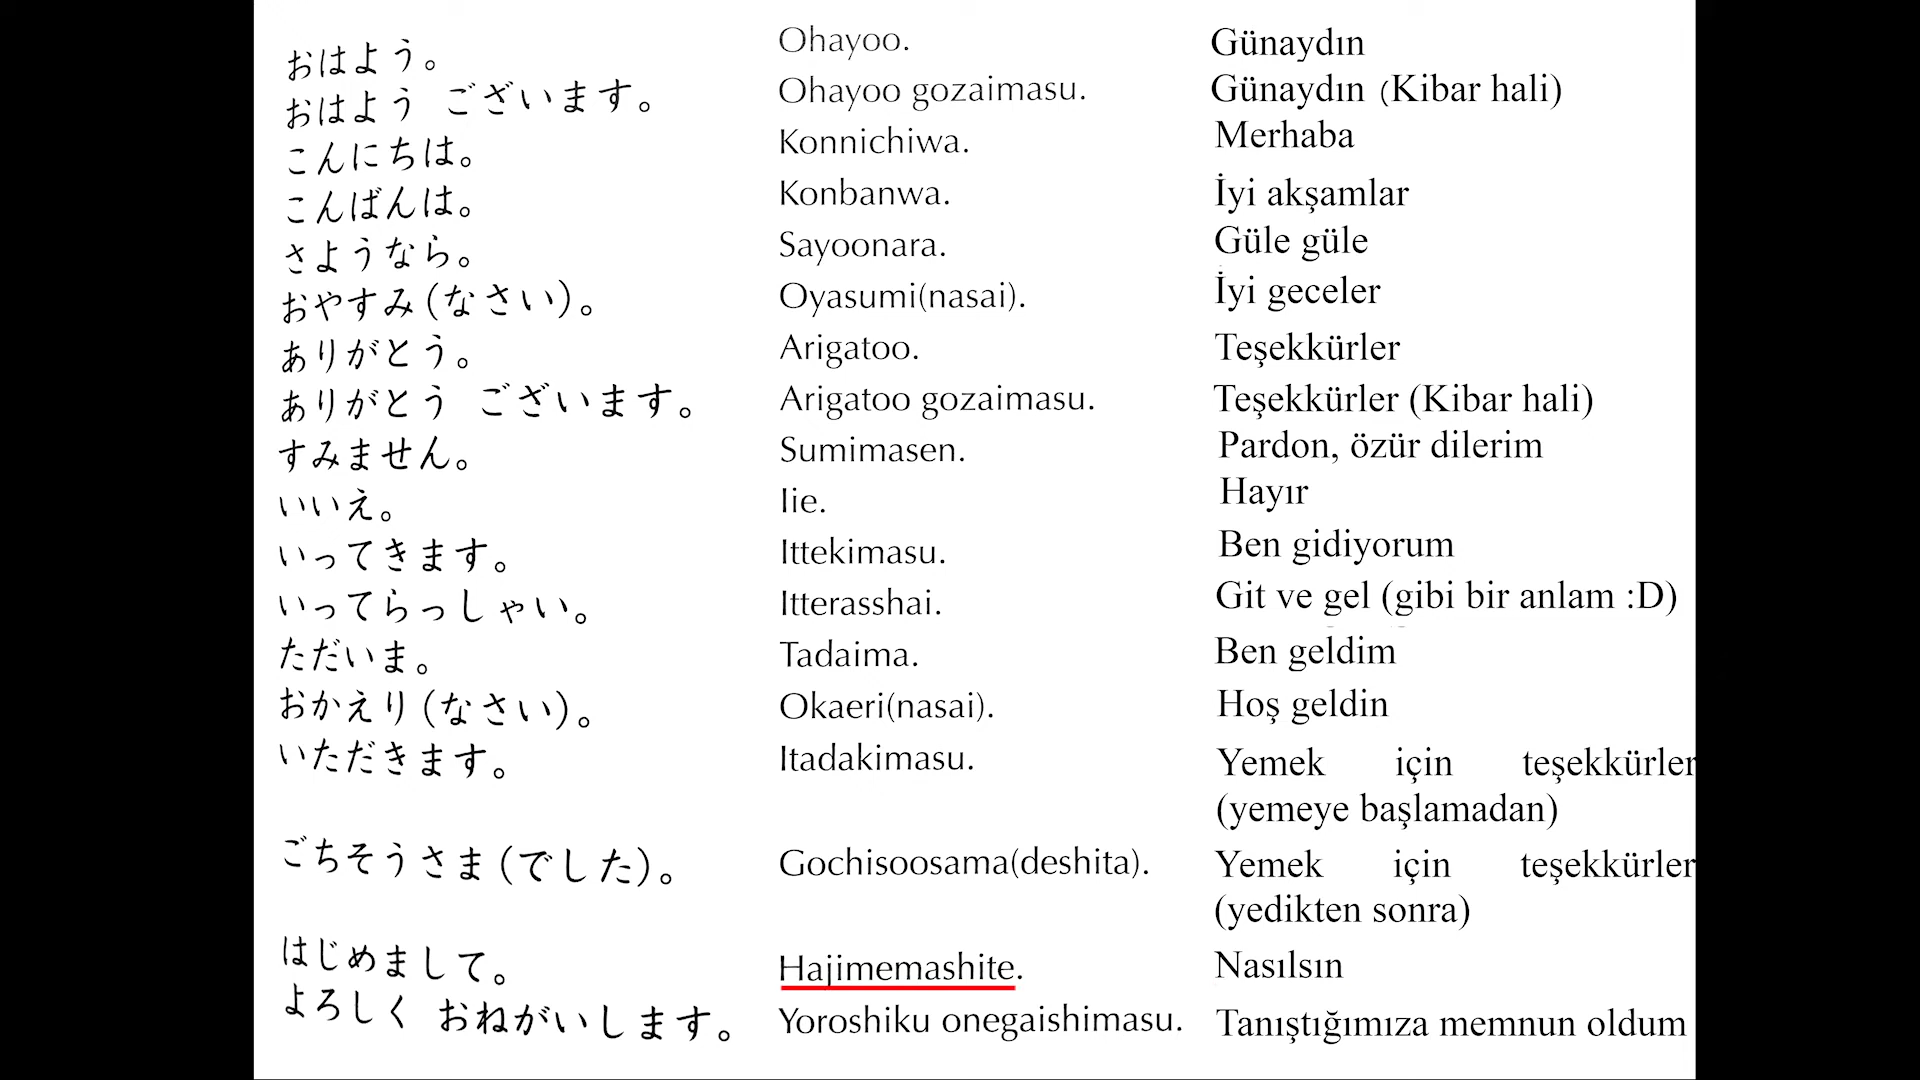 おはよう。 Ohayoo. Günaydın
おはよう ございます。 Ohayoo gozaimasu. Günaydın (Kibar hali)
こんにちは。 Konnichiwa. Merhaba
こんばんは。 Konbanwa. İyi akşamlar
さようなら。 Sayoonara. Güle güle
おやすみ(なさい)。 Oyasumi(nasai). İyi geceler
ありがとう。 Arigatoo. Teşekkürler
ありがとう ございます。 Arigatoo gozaimasu. Teşekkürler (Kibar hali)
すみません。 Sumimasen. Pardon, özür dilerim
いいえ。 Iie. Hayır
いってきます。 Ittekimasu. Ben gidiyorum
いってらっしゃい。 Itterasshai. Git ve gel (gibi bir anlam :D)
ただいま。 Tadaima. Ben geldim
おかえり(なさい)。 Okaeri(nasai). Hoş geldin
いただきます。 Itadakimasu. Yemek için teşekkürler
(yemeye başlamadan)
ごちそうさま(でした)。 Gochisoosama(deshita). Yemek için teşekkürler
(yedikten sonra)
はじめまして。 Hajimemashite. Nasılsın
よろしく おねがいします。 Yoroshiku onegaishimasu. Tanıştığımıza memnun oldum